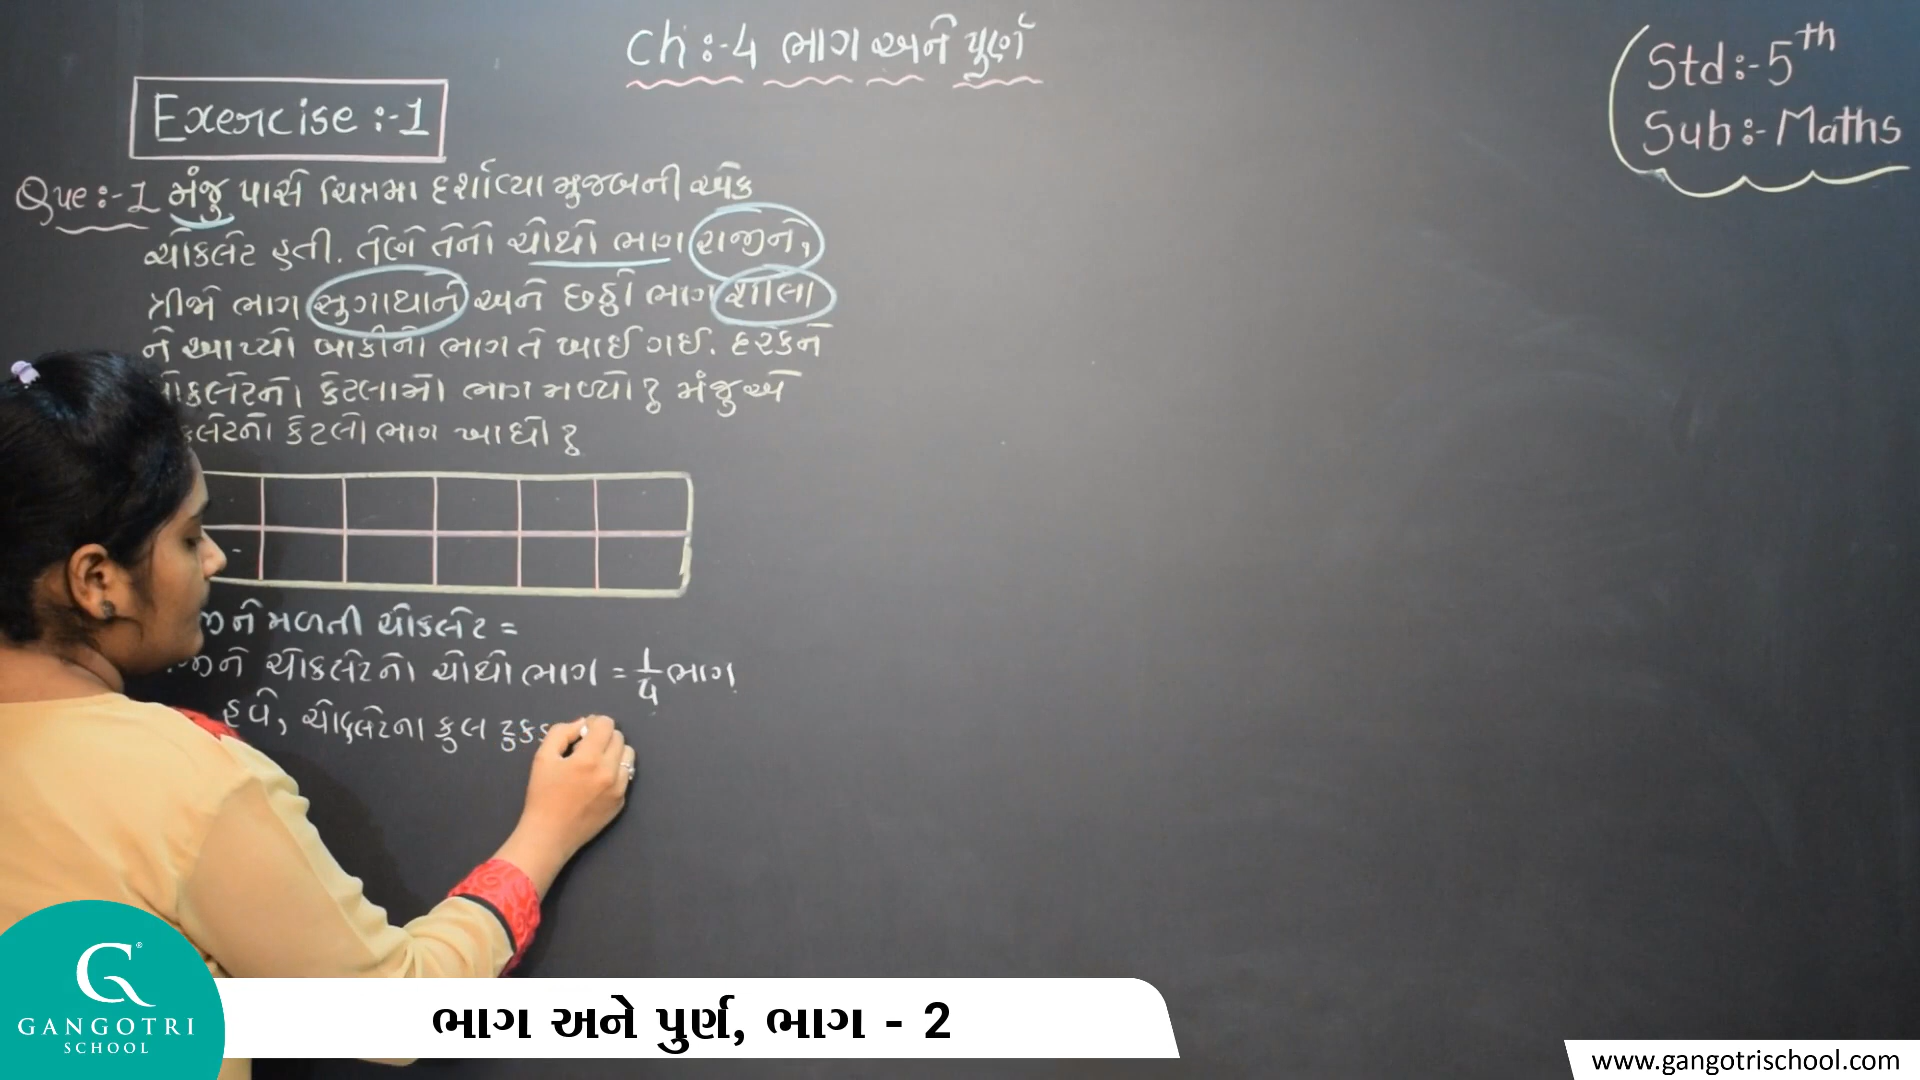 Ch :- 4 ભાગ અને પુર્ણ
Std :- 5th
Sub :- Maths
Exercise :- 1
Que :- 1 મંજુ પાસે ચિત્રમા દર્શાવ્યા મુજબની એક
ચોકલેટ હતી. તેણે તેનો ચોથો ભાગ રાજીને,
ત્રીજો ભાગ સુગાથાને અને છઠ્ઠો ભાગ શીલા
ને આપ્યો બાકીનો ભાગ તે ખાઈ ગઈ. દરેકને
ચોકલેટનો કેટલામો ભાગ મળ્યો? મંજુએ
કલેટનો કેટલો ભાગ ખાધો?
જીને મળતી ચોકલેટ =
જીને ચોકલેટનો ચોથો ભાગ = 1/4 ભાગ
હવે, ચોકલેટના કુલ ટુકડ
G
GANGOTRI
SCHOOL
ભાગ અને પુર્ણ, ભાગ - 2
www.gangotrischool.com